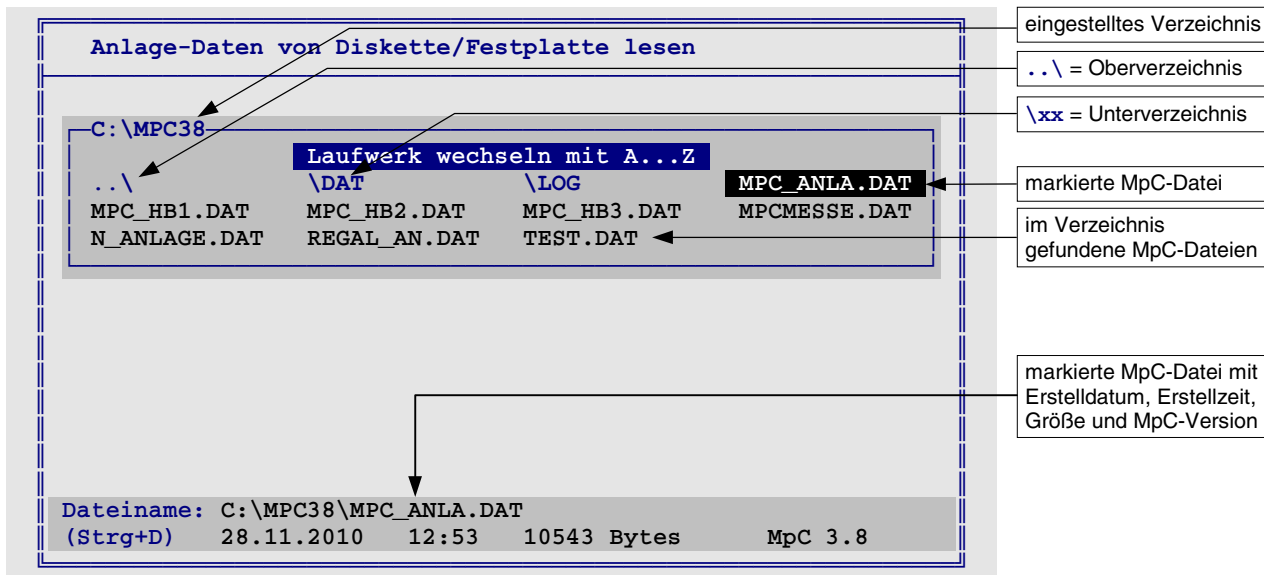 Anlage-Daten von Diskette/Festplatte lesen
eingestelltes Verzeichnis
..\ = Oberverzeichnis
\xx = Unterverzeichnis
C:\MPC38
Laufwerk wechseln mit A...Z
..\ \DAT \LOG MPC_ANLA.DAT
markierte MpC-Datei
MPC_HB1.DAT MPC_HB2.DAT MPC_HB3.DAT MPCMESSE.DAT
N_ANLAGE.DAT REGAL_AN.DAT TEST.DAT
im Verzeichnis
gefundene MpC-Dateien
markierte MpC-Datei mit
Erstelldatum, Erstellzeit,
Größe und MpC-Version
Dateiname: C:\MPC38\MPC_ANLA.DAT
(Strg+D) 28.11.2010 12:53 10543 Bytes MpC 3.8